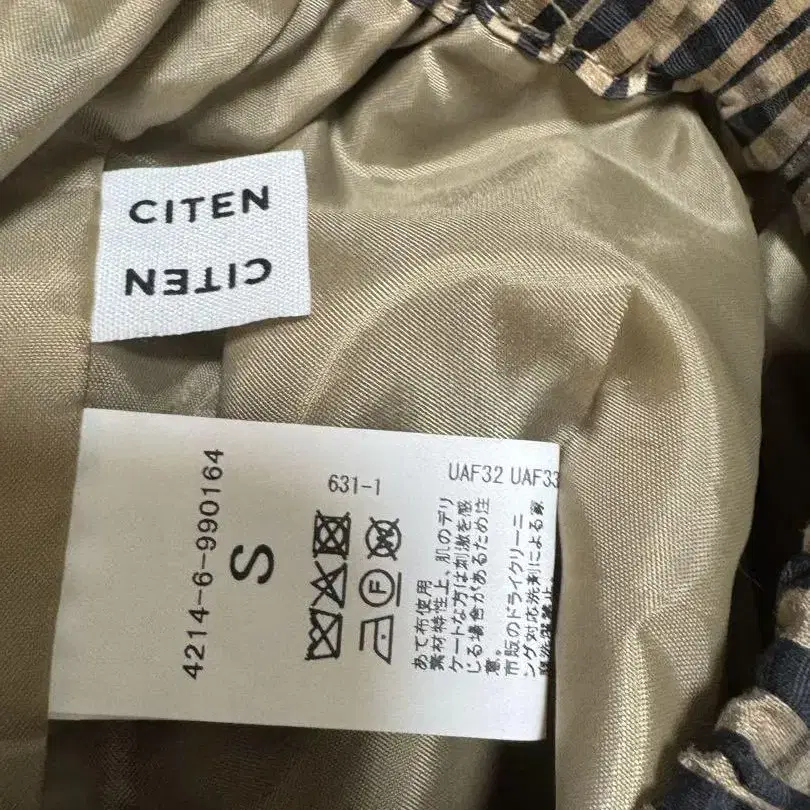 CITEN
CITEN
4214-6-990164
S
631-1
UAF32 UAF33
F
W
あて布使用
素材特性上、肌のデリ
ケートな方は刺激を感
じる場合があるため注
意。
市販のドライクリーニ
ング対応洗剤による家